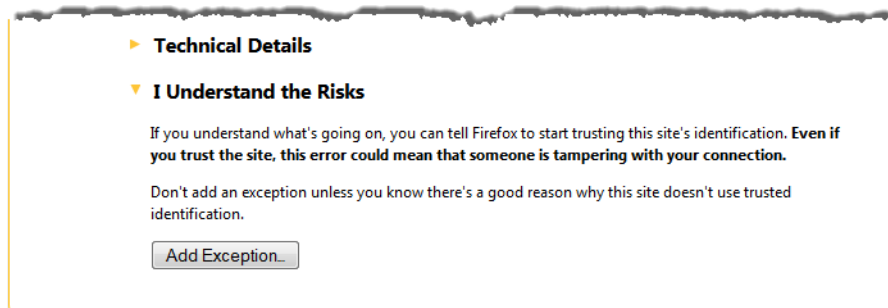 Technical Details
I Understand the Risks
If you understand what's going on, you can tell Firefox to start trusting this site's identification. Even if
you trust the site, this error could mean that someone is tampering with your connection.
Don't add an exception unless you know there's a good reason why this site doesn't use trusted
identification.
Add Exception...